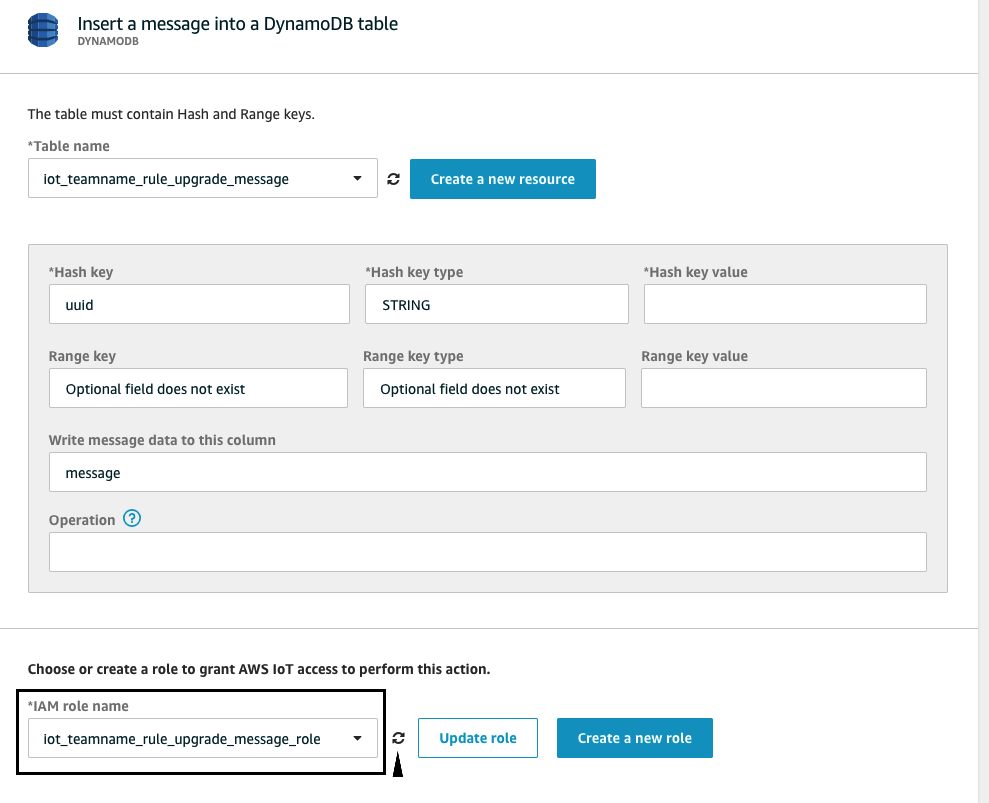 Insert a message into a DynamoDB table
DYNAMODB
The table must contain Hash and Range keys.
*Table name
iot_teamname_rule_upgrade_message
Create a new resource
*Hash key *Hash key type *Hash key value
uuid STRING
Range key Range key type Range key value
Optional field does not exist Optional field does not exist
Write message data to this column
message
Operation ?
Choose or create a role to grant AWS IoT access to perform this action.
*IAM role name
iot_teamname_rule_upgrade_message_role Update role Create a new role